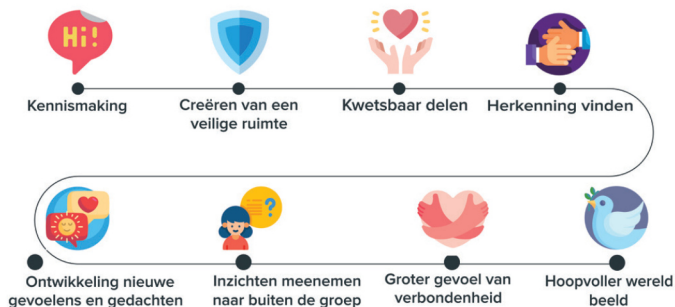 Hi!
Kennismaking
Creëren van een
veilige ruimte
Kwetsbaar delen
Herkenning vinden
Ontwikkeling nieuwe
gevoelens en gedachten
?
Inzichten meenemen
naar buiten de groep
Groter gevoel van
verbondenheid
Hoopvoller wereld
beeld